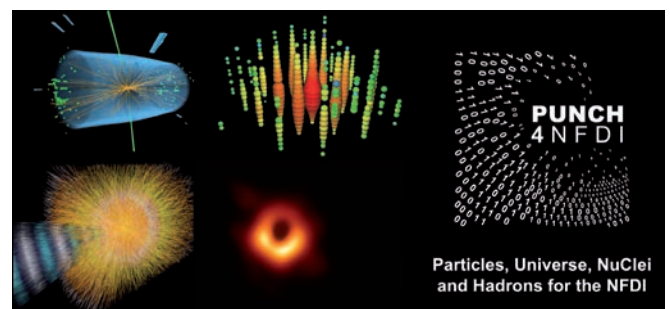 PUNCH
4NFDI
Particles, Universe, NuClei
and Hadrons for the NFDI